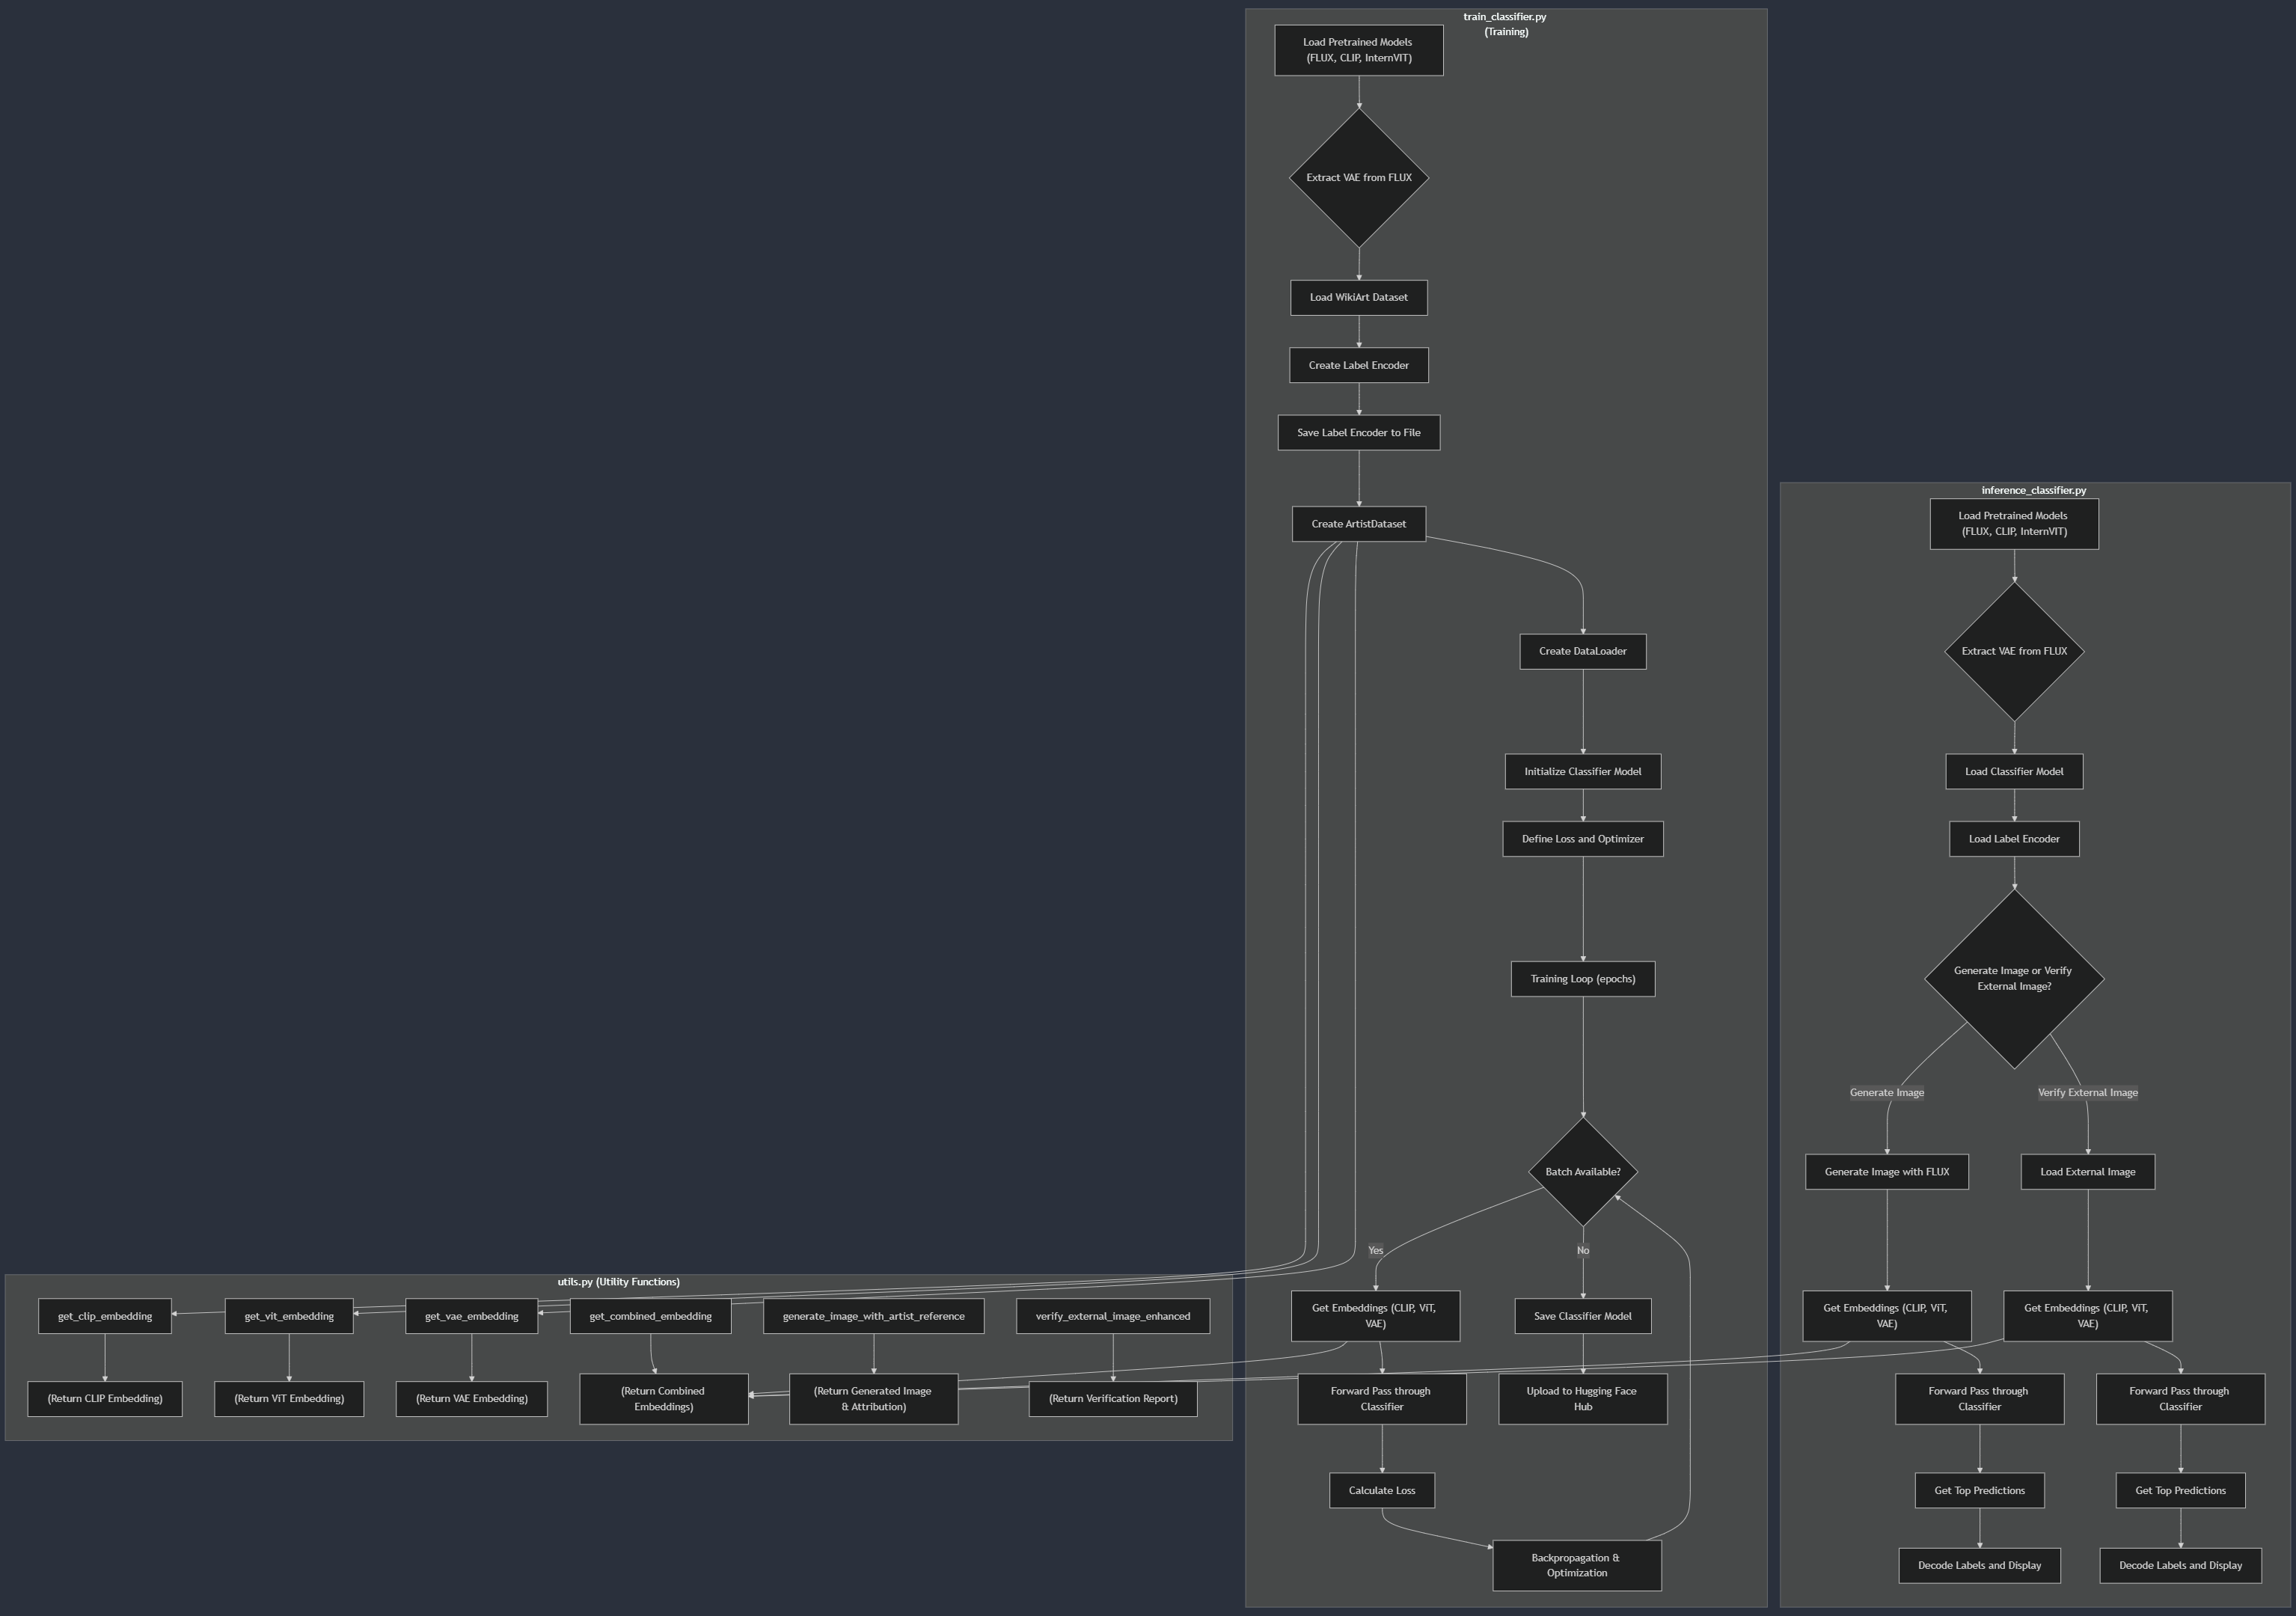 train_classifier.py
(Training)
Load Pretrained Models
(FLUX, CLIP, InternVIT)
Extract VAE from FLUX
Load WikiArt Dataset
Create Label Encoder
Save Label Encoder to File
Create ArtistDataset
Create DataLoader
Initialize Classifier Model
Define Loss and Optimizer
Training Loop (epochs)
Batch Available?
Yes
No
Get Embeddings (CLIP, ViT,
VAE)
Save Classifier Model
Forward Pass through
Classifier
Upload to Hugging Face
Hub
Calculate Loss
Backpropagation &
Optimization
inference_classifier.py
Load Pretrained Models
(FLUX, CLIP, InternVIT)
Extract VAE from FLUX
Load Classifier Model
Load Label Encoder
Generate Image or Verify
External Image?
Generate Image
Verify External Image
Generate Image with FLUX
Load External Image
Get Embeddings (CLIP, ViT,
VAE)
Get Embeddings (CLIP, ViT,
VAE)
Forward Pass through
Classifier
Forward Pass through
Classifier
Get Top Predictions
Get Top Predictions
Decode Labels and Display
Decode Labels and Display
utils.py (Utility Functions)
get_clip_embedding
get_vit_embedding
get_vae_embedding
get_combined_embedding
generate_image_with_artist_reference
verify_external_image_enhanced
(Return CLIP Embedding)
(Return ViT Embedding)
(Return VAE Embedding)
(Return Combined
Embeddings)
(Return Generated Image
& Attribution)
(Return Verification Report)